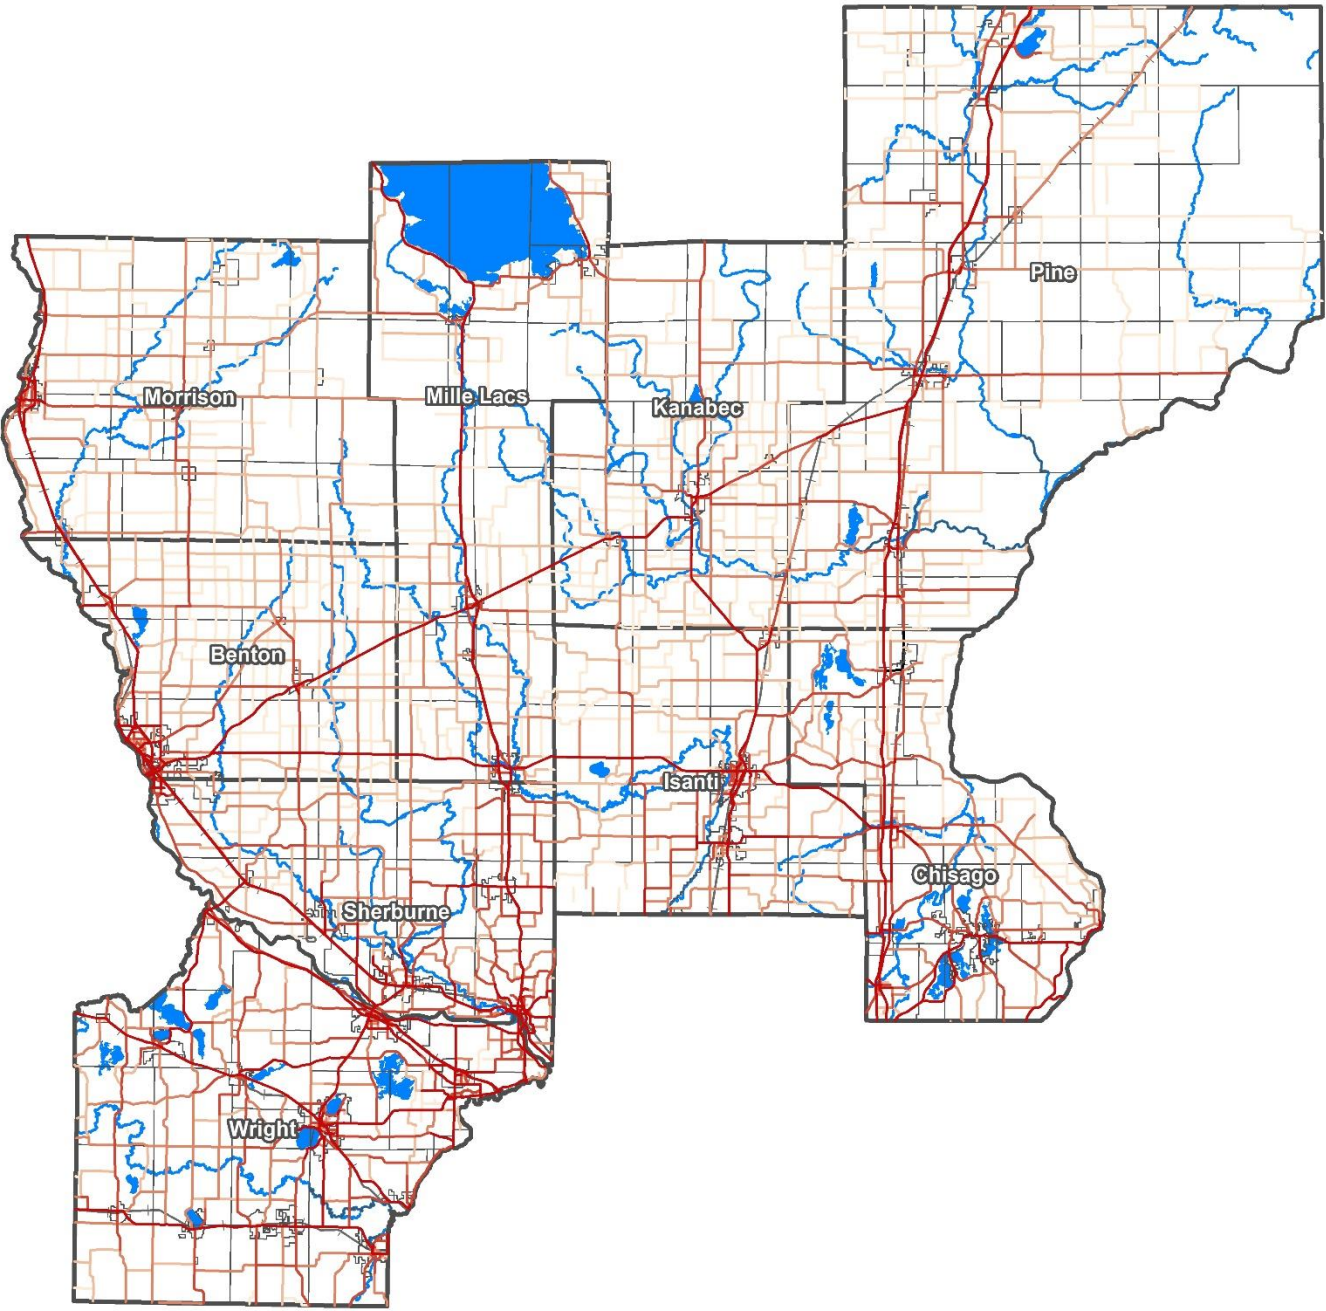 Pine
Morrison
Mille Lacs
Kanabec
Benton
Isanti
Chisago
Sherburne
Wright